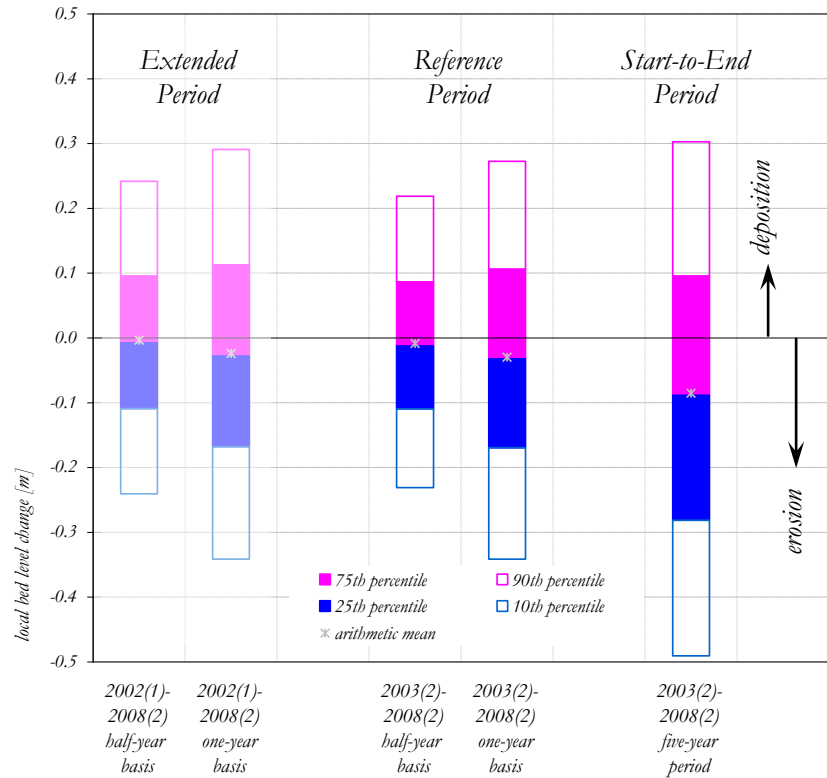 0.5
0.4
0.3
0.2
0.1
0.0
-0.1
-0.2
-0.3
-0.4
-0.5
local bed level change [m]
Extended
Period
Reference
Period
Start-to-End
Period
deposition
erosion
75th percentile
90th percentile
25th percentile
10th percentile
arithmetic mean
2002(1)-
2008(2)
half-year
basis
2002(1)-
2008(2)
one-year
basis
2003(2)-
2008(2)
half-year
basis
2003(2)-
2008(2)
one-year
basis
2003(2)-
2008(2)
five-year
period